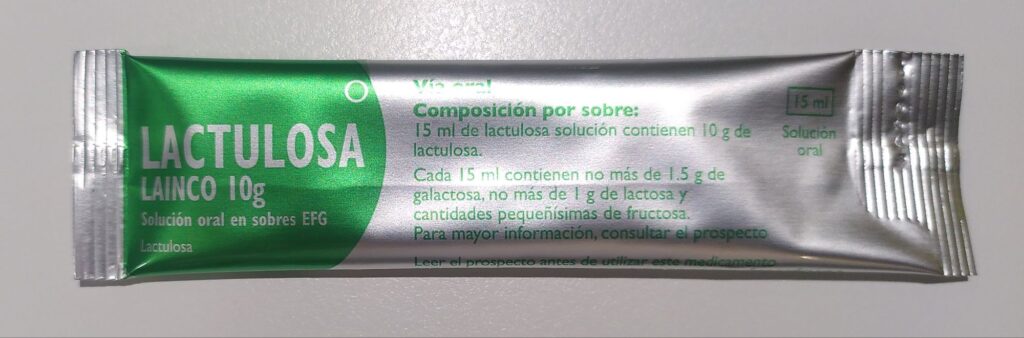 LACTULOSA
LAINCO 10g
Solución oral en sobres EFG
Lactulosa
Vía oral
Composición por sobre:
15 ml de lactulosa solución contienen 10 g de
lactulosa.
Cada 15 ml contienen no más de 1.5 g de
galactosa, no más de 1 g de lactosa y
cantidades pequeñísimas de fructosa.
Para mayor información, consultar el prospecto
Leer el prospecto antes de utilizar este medicamento
15 ml
Solución
oral